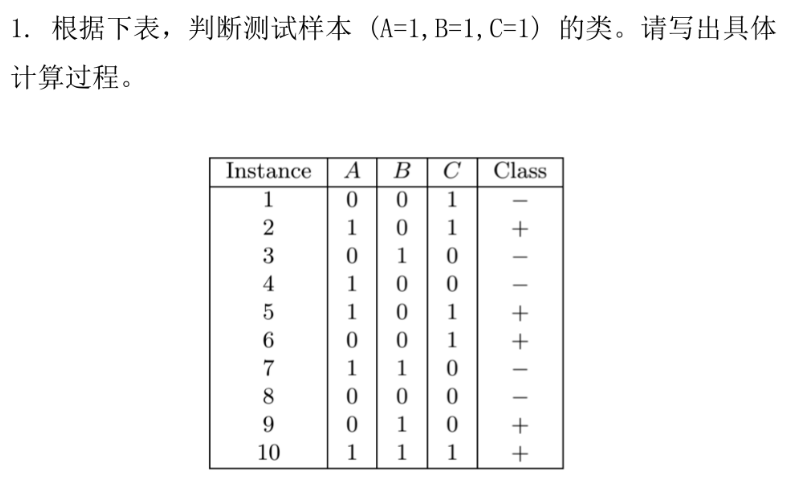 1. 根据下表，判断测试样本（A=1,B=1,C=1）的类。请写出具体
计算过程。
Instance A B C Class
1 0 0 1 −
2 1 0 1 +
3 0 1 0 −
4 1 0 0 −
5 1 0 1 +
6 0 0 1 +
7 1 1 0 −
8 0 0 0 −
9 0 1 0 +
10 1 1 1 +